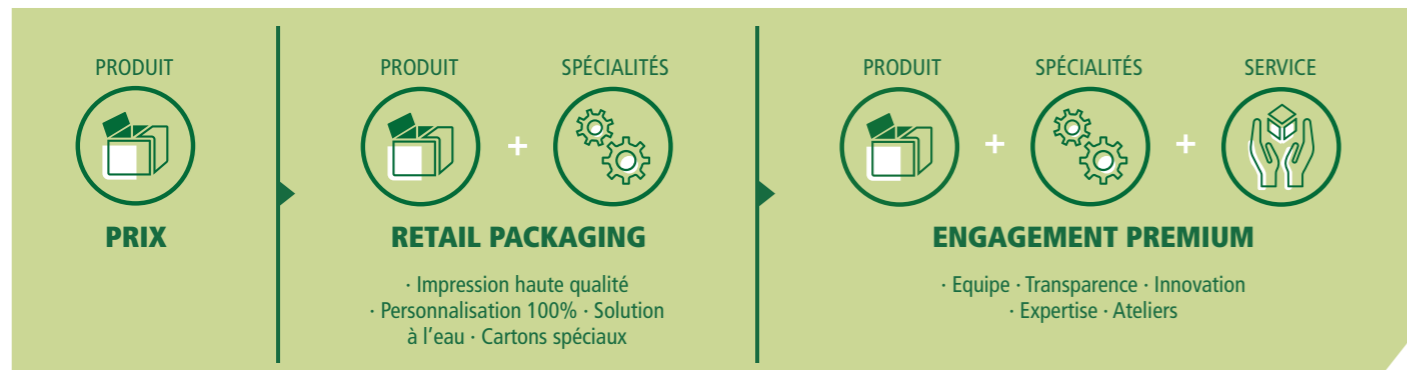 PRODUIT
PRIX
PRODUIT + SPÉCIALITÉS
RETAIL PACKAGING
· Impression haute qualité
· Personnalisation 100% · Solution
à l’eau · Cartons spéciaux
PRODUIT + SPÉCIALITÉS + SERVICE
ENGAGEMENT PREMIUM
· Equipe · Transparence · Innovation
· Expertise · Ateliers